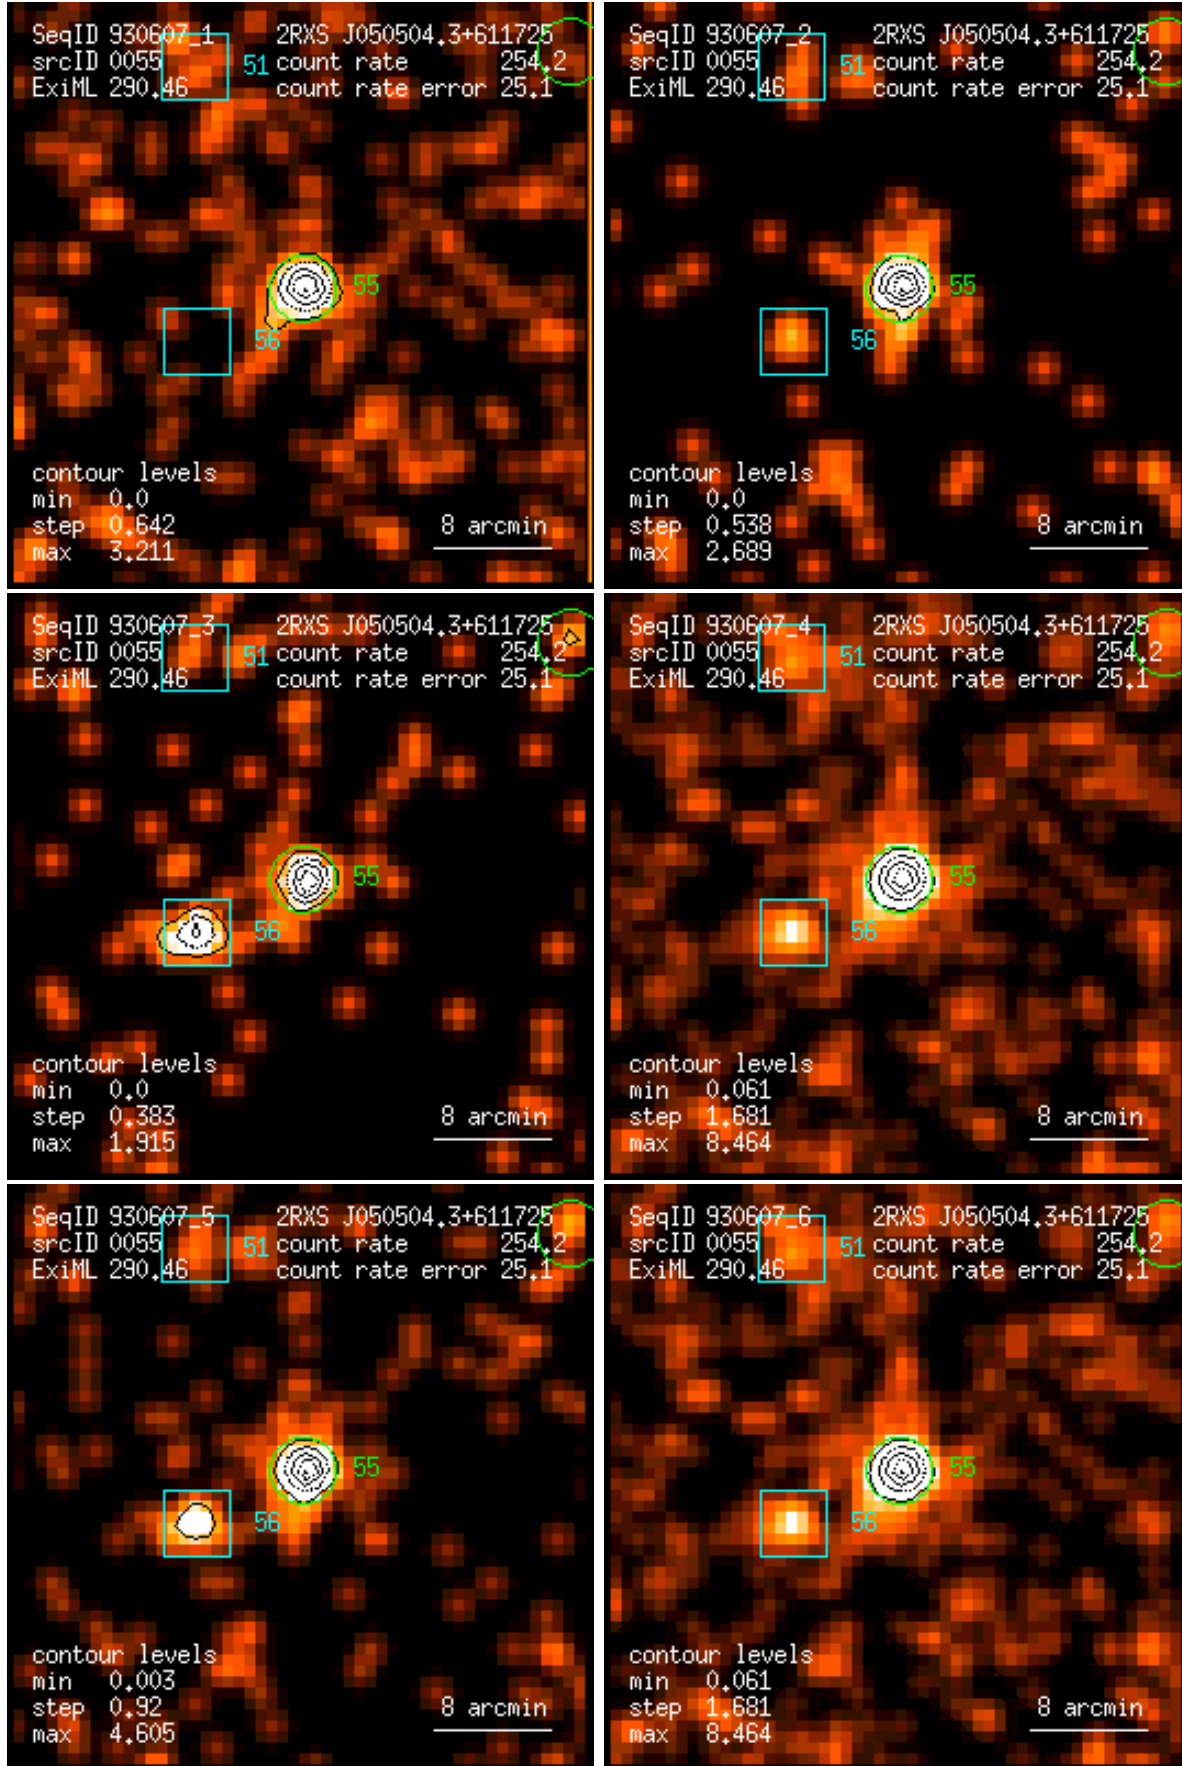 SeqID 930607_1 2RXS J050504.3+611725
srcID 0055 51 count rate 254.2
ExiML 290.46 count rate error 25.1
55
56
contour levels
min 0.0
step 0.642 8 arcmin
max 3.211
SeqID 930607_2 2RXS J050504.3+611725
srcID 0055 51 count rate 254.2
ExiML 290.46 count rate error 25.1
55
56
contour levels
min 0.0
step 0.538 8 arcmin
max 2.689
SeqID 930607_3 2RXS J050504.3+611725
srcID 0055 51 count rate 254.2
ExiML 290.46 count rate error 25.1
55
56
contour levels
min 0.0
step 0.383 8 arcmin
max 1.915
SeqID 930607_4 2RXS J050504.3+611725
srcID 0055 51 count rate 254.2
ExiML 290.46 count rate error 25.1
55
56
contour levels
min 0.061
step 1.681 8 arcmin
max 8.464
SeqID 930607_5 2RXS J050504.3+611725
srcID 0055 51 count rate 254.2
ExiML 290.46 count rate error 25.1
55
56
contour levels
min 0.003
step 0.92 8 arcmin
max 4.605
SeqID 930607_6 2RXS J050504.3+611725
srcID 0055 51 count rate 254.2
ExiML 290.46 count rate error 25.1
55
56
contour levels
min 0.061
step 1.681 8 arcmin
max 8.464